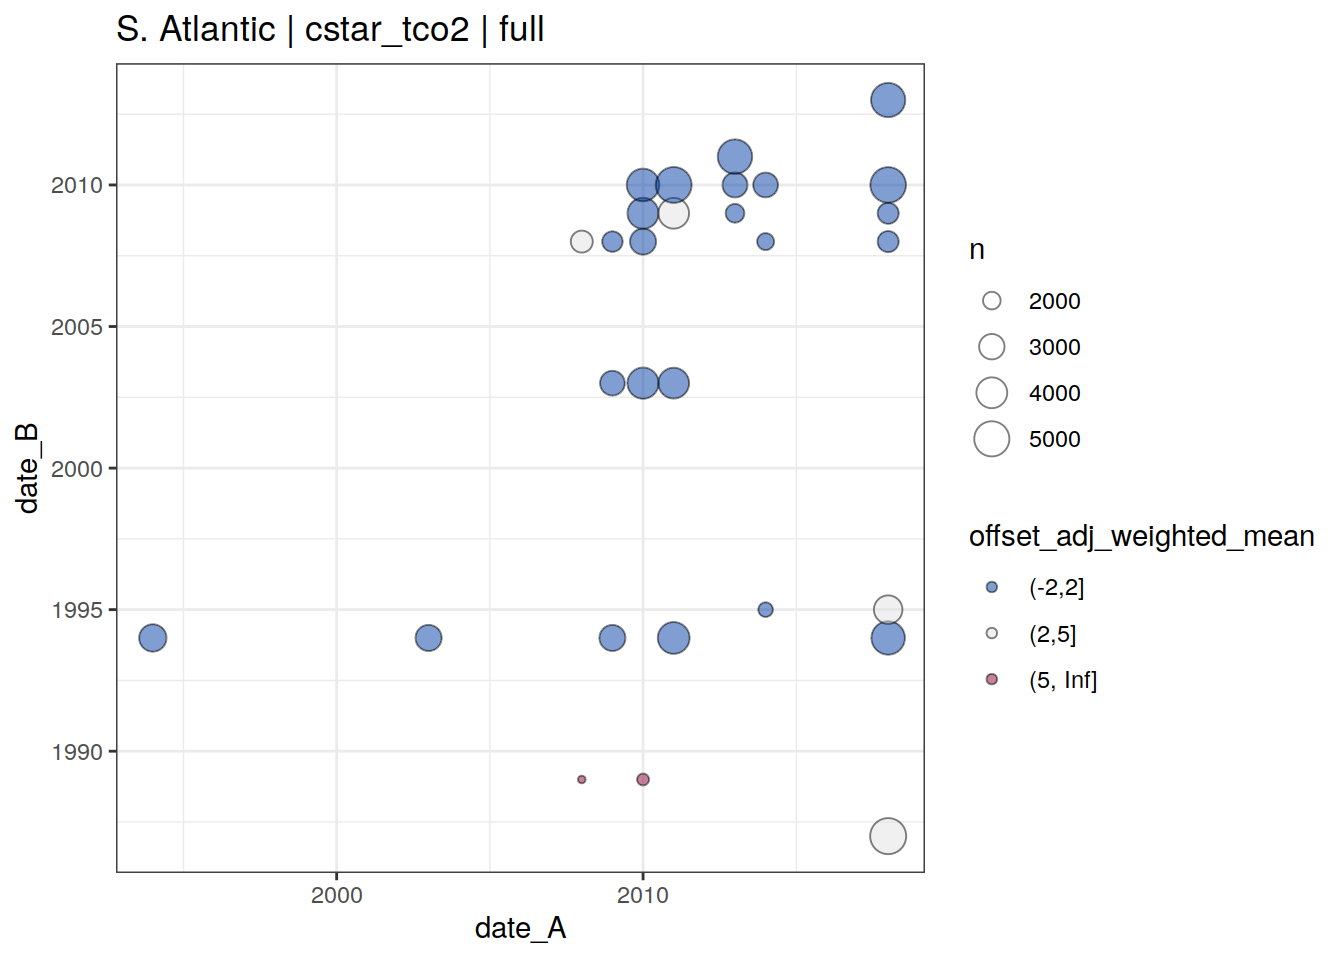 S. Atlantic | cstar_tco2 | full
2010
2005
2000
1995
1990
date_B
2000
2010
date_A
n
2000
3000
4000
5000
offset_adj_weighted_mean
(-2,2]
(2,5]
(5, Inf]